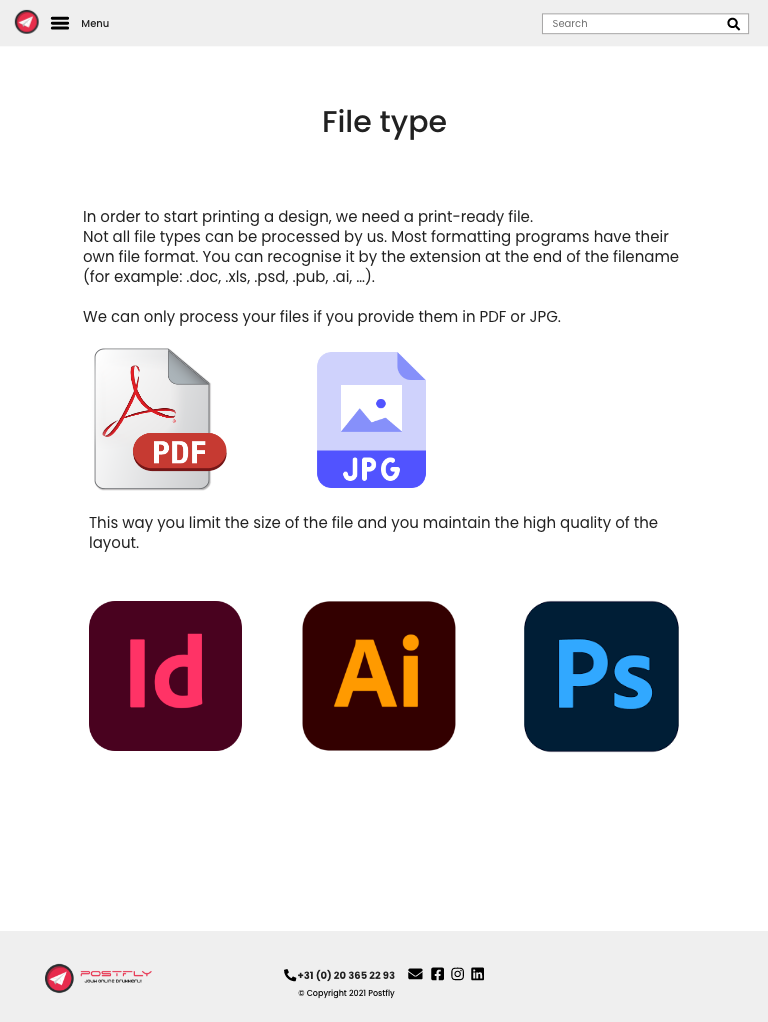 Menu
Search
File type
In order to start printing a design, we need a print-ready file.
Not all file types can be processed by us. Most formatting programs have their
own file format. You can recognise it by the extension at the end of the filename
(for example: .doc, .xls, .psd, .pub, .ai, ...).
We can only process your files if you provide them in PDF or JPG.
PDF
JPG
This way you limit the size of the file and you maintain the high quality of the
layout.
Id
Ai
Ps
POSTFLY
JOUW ONLINE DRUKKERIJ!
+31 (0) 20 365 22 93
© Copyright 2021 Postfly